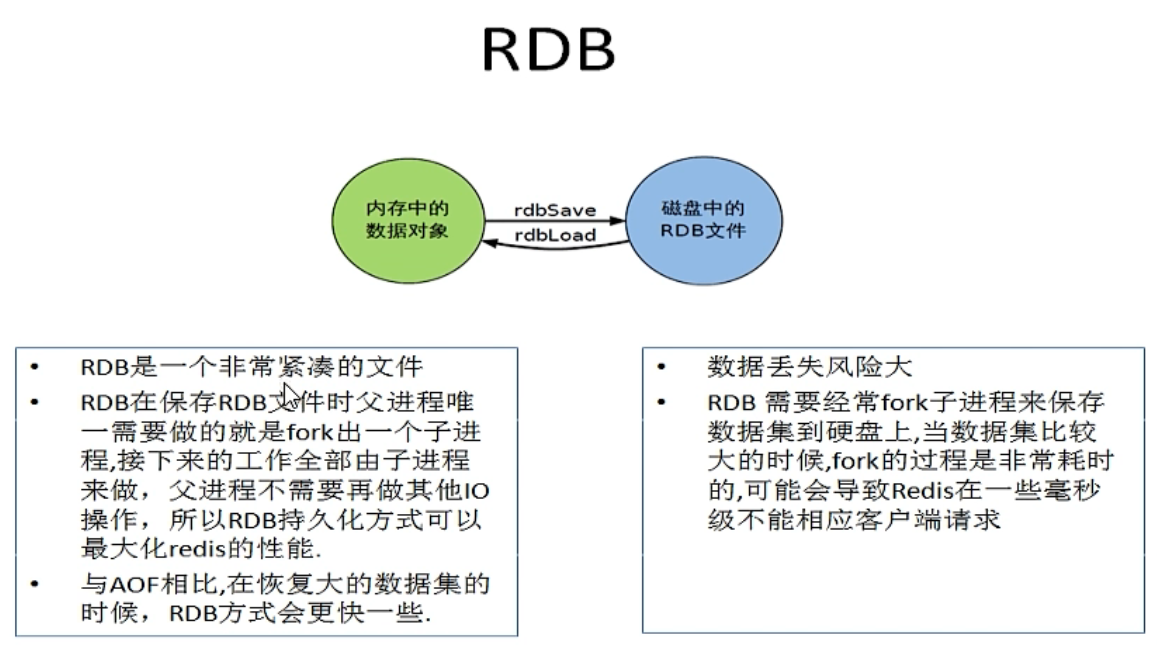 RDB
内存中的
数据对象
rdbSave
rdbLoad
磁盘中的
RDB文件
• RDB是一个非常紧凑的文件
• RDB在保存RDB文件时父进程唯
一需要做的就是fork出一个子进
程,接下来的工作全部由子进程
来做，父进程不需要再做其他IO
操作，所以RDB持久化方式可以
最大化redis的性能.
• 与AOF相比,在恢复大的数据集的
时候，RDB方式会更快一些.
• 数据丢失风险大
• RDB 需要经常fork子进程来保存
数据集到硬盘上,当数据集比较
大的时候,fork的过程是非常耗时
的,可能会导致Redis在一些毫秒
级不能相应客户端请求